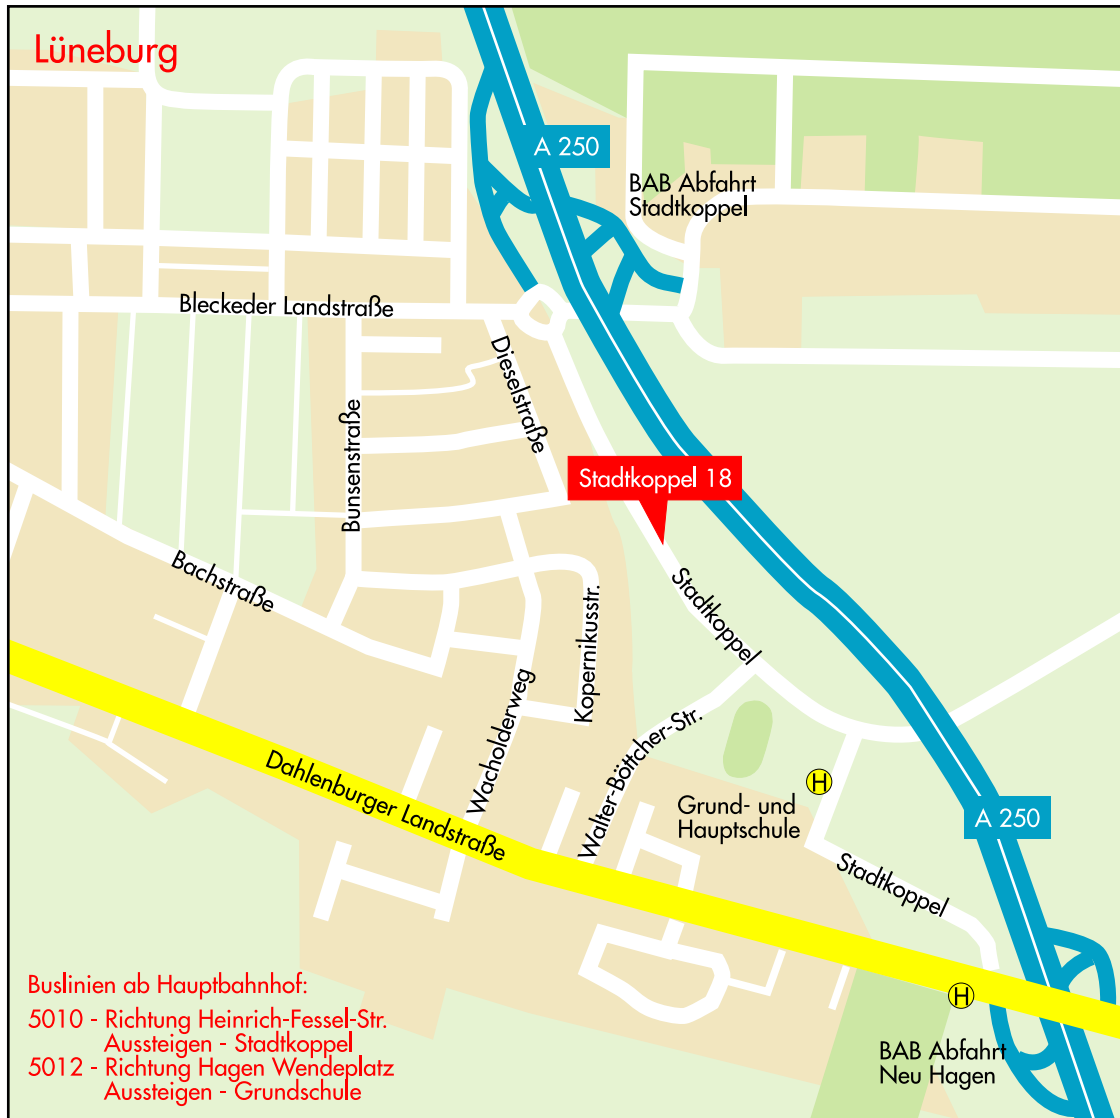 Lüneburg
A 250
BAB Abfahrt
Stadtkoppel
Bleckeder Landstraße
Dieselstraße
Bunsenstraße
Stadtkoppel 18
Bachstraße
Stadtkoppel
Kopernikusstr.
Wacholderweg
Walter-Böttcher-Str.
Dahlenburger Landstraße
H
Grund- und
Hauptschule
A 250
Stadtkoppel
H
BAB Abfahrt
Neu Hagen
Buslinien ab Hauptbahnhof:
5010 - Richtung Heinrich-Fessel-Str.
Aussteigen - Stadtkoppel
5012 - Richtung Hagen Wendeplatz
Aussteigen - Grundschule